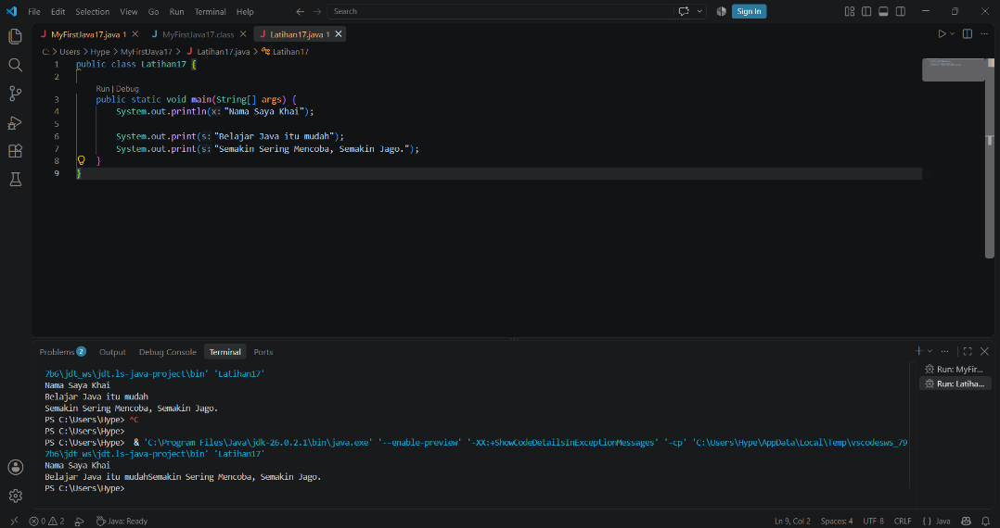 File Edit Selection View Go Run Terminal Help Search Sign In
MyFirstJava17.java 1 MyFirstJava17.class Latihan17.java 1
C: > Users > Hype > MyFirstJava17 > Latihan17.java > Latihan17
1 public class Latihan17 {
2
Run | Debug
3 public static void main(String[] args) {
4 System.out.println(x: "Nama Saya Khai");
5
6 System.out.print(s: "Belajar Java itu mudah");
7 System.out.print(s: "Semakin Sering Mencoba, Semakin Jago.");
8 }
9 }
Problems 2 Output Debug Console Terminal Ports
7b6\jdt_ws\jdt.ls-java-project\bin' 'Latihan17'
Nama Saya Khai
Belajar Java itu mudah
Semakin Sering Mencoba, Semakin Jago.
PS C:\Users\Hype> ^C
PS C:\Users\Hype>
PS C:\Users\Hype> & 'C:\Program Files\Java\jdk-26.0.2.1\bin\java.exe' '--enable-preview' '-XX:+ShowCodeDetailsInExceptionMessages' '-cp' 'C:\Users\Hype\AppData\Local\Temp\vscodesws_79
7b6\jdt_ws\jdt.ls-java-project\bin' 'Latihan17'
Nama Saya Khai
Belajar Java itu mudahSemakin Sering Mencoba, Semakin Jago.
PS C:\Users\Hype>
Run: MyFir...
Run: Latiha...
0 2 Java: Ready Ln 9, Col 2 Spaces: 4 UTF-8 CRLF { } Java